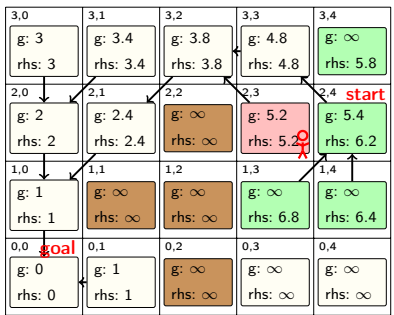 3,0 3,1 3,2 3,3 3,4
g: 3 g: 3.4 g: 3.8 g: 4.8 g: ∞
rhs: 3 rhs: 3.4 rhs: 3.8 rhs: 4.8 rhs: 5.8
2,0 2,1 2,2 2,3 2,4 start
g: 2 g: 2.4 g: ∞ g: 5.2 g: 5.4
rhs: 2 rhs: 2.4 rhs: ∞ rhs: 5.2 rhs: 6.2
1,0 1,1 1,2 1,3 1,4
g: 1 g: ∞ g: ∞ g: ∞ g: ∞
rhs: 1 rhs: ∞ rhs: ∞ rhs: 6.8 rhs: 6.4
0,0 goal 0,1 0,2 0,3 0,4
g: 0 g: 1 g: ∞ g: ∞ g: ∞
rhs: 0 rhs: 1 rhs: ∞ rhs: ∞ rhs: ∞